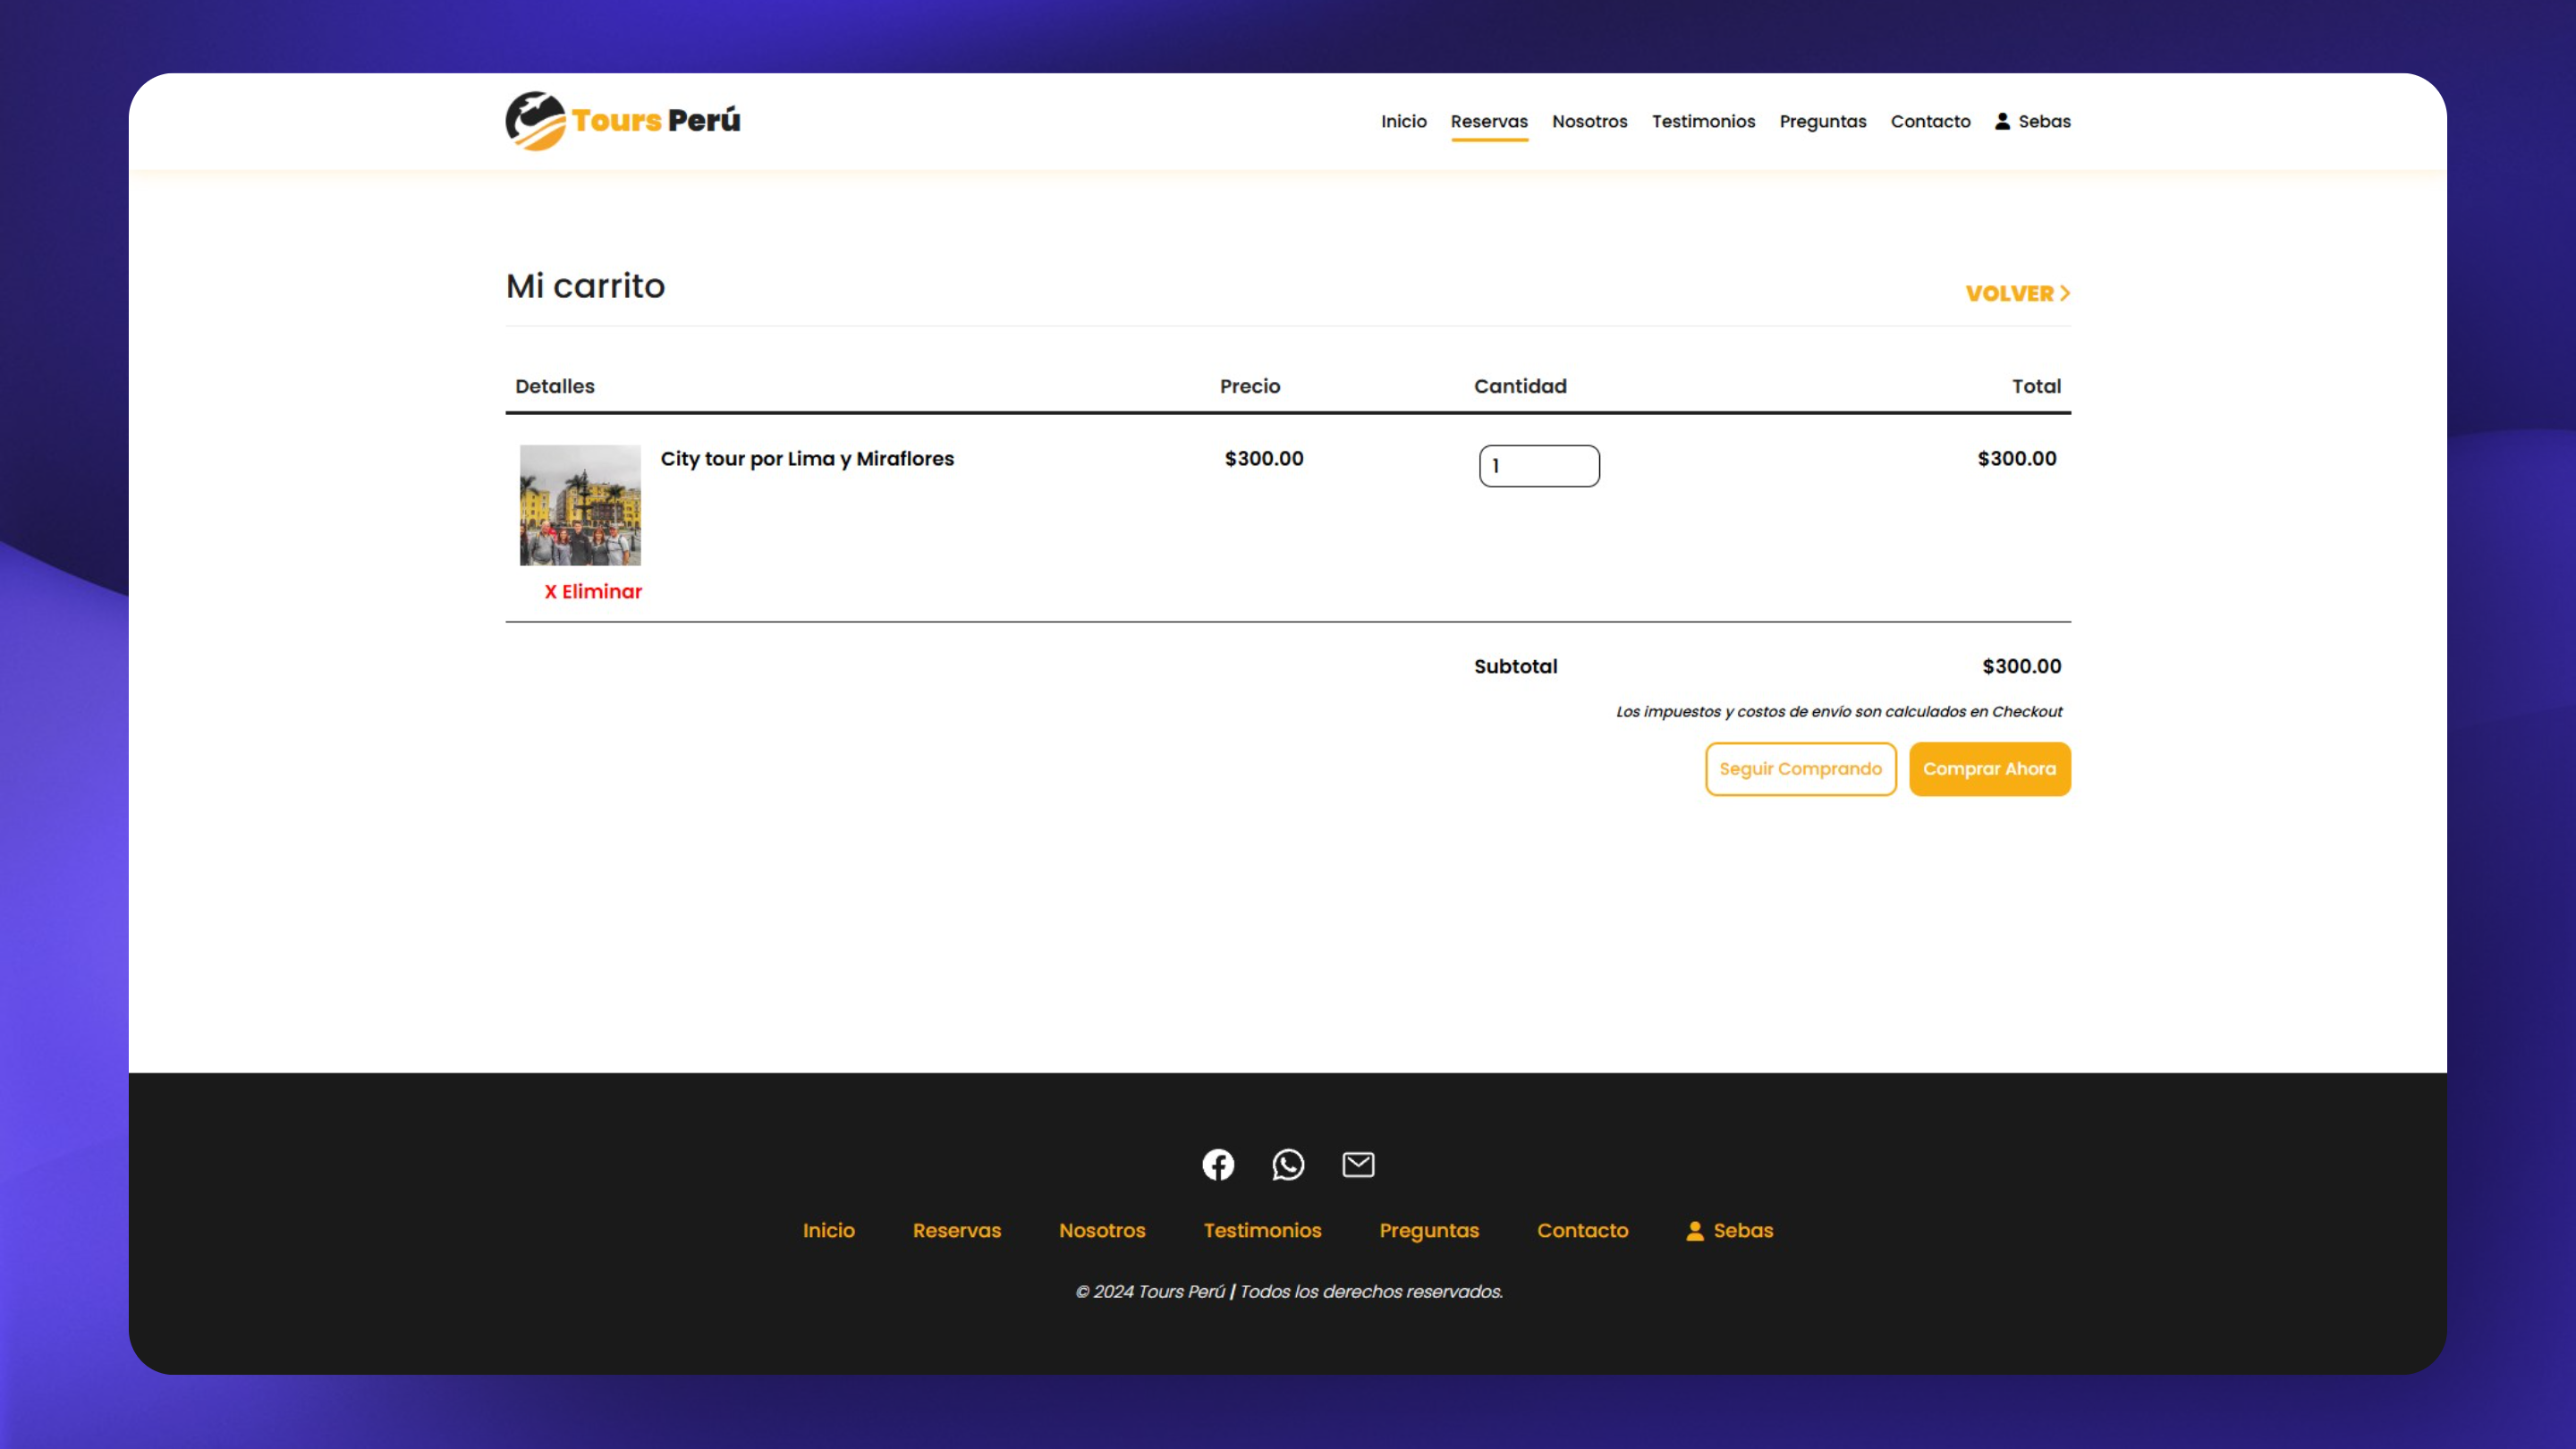 Tours Perú
Inicio Reservas Nosotros Testimonios Preguntas Contacto Sebas
Mi carrito
VOLVER
Detalles Precio Cantidad Total
City tour por Lima y Miraflores $300.00 1 $300.00
X Eliminar
Subtotal $300.00
Los impuestos y costos de envío son calculados en Checkout
Seguir Comprando Comprar Ahora
Inicio Reservas Nosotros Testimonios Preguntas Contacto Sebas
© 2024 Tours Perú | Todos los derechos reservados.